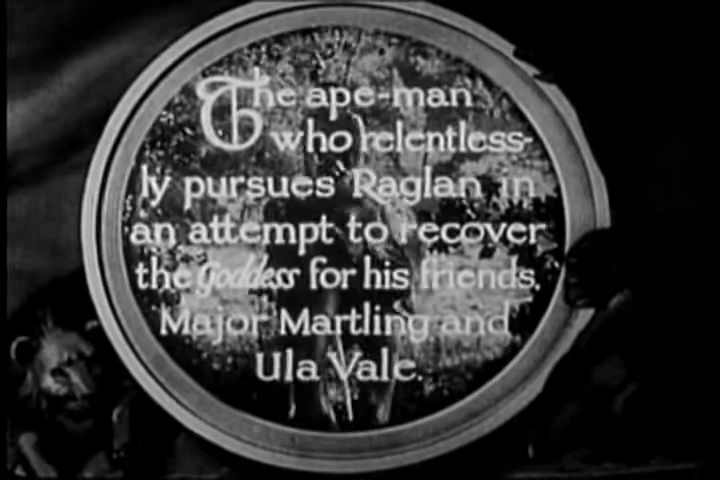 The ape-man
who relentless-
ly pursues Raglan in
an attempt to recover
the Goddess for his friends,
Major Martling and
Ula Vale.